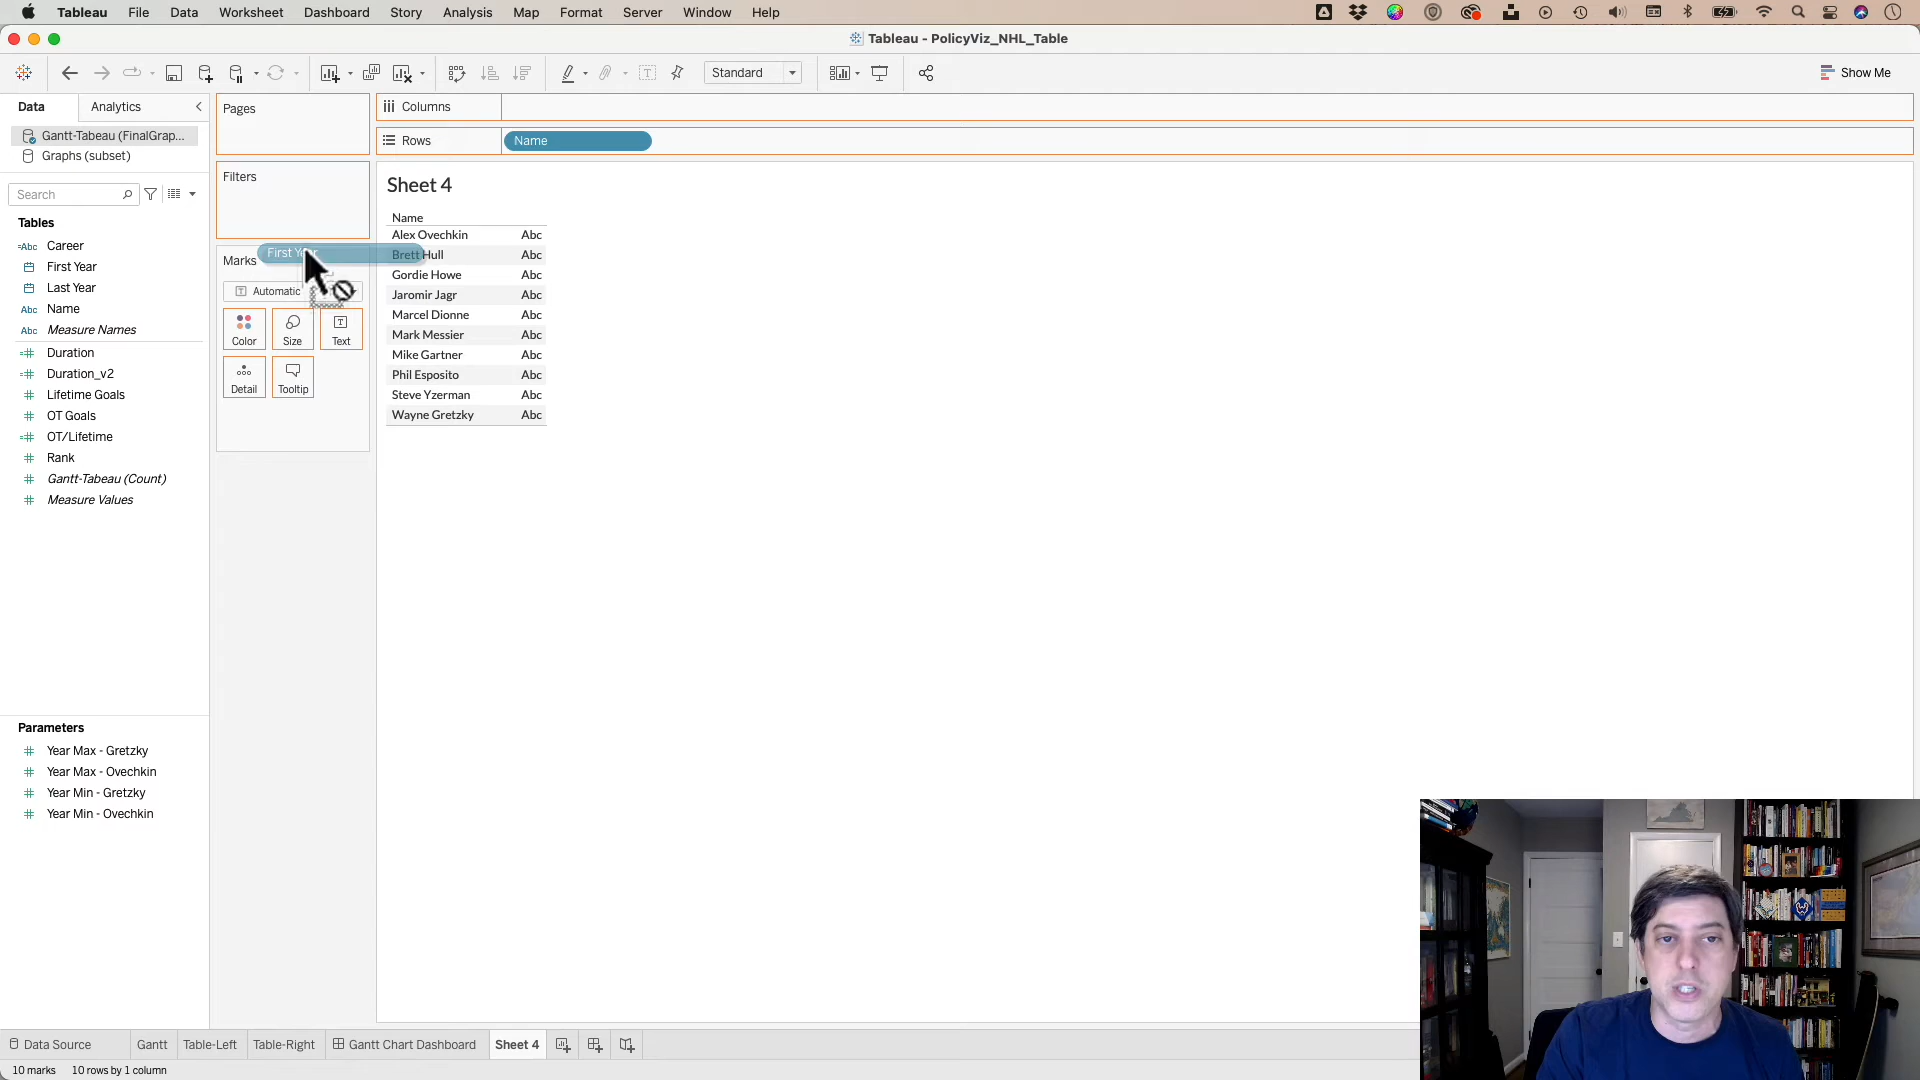 Tableau File Data Worksheet Dashboard Story Analysis Map Format Server Window Help
Tableau - PolicyViz_NHL_Table
Standard
Show Me
Data Analytics
Gantt-Tabeau (FinalGrap...
Graphs (subset)
Search
Tables
Abc Career
First Year
Last Year
Abc Name
Abc Measure Names
Duration
Duration_v2
Lifetime Goals
OT Goals
OT/Lifetime
Rank
Gantt-Tabeau (Count)
Measure Values
Parameters
Year Max - Gretzky
Year Max - Ovechkin
Year Min - Gretzky
Year Min - Ovechkin
Pages
Filters
First Year
Marks
Automatic
Color Size Text
Detail Tooltip
Columns
Rows Name
Sheet 4
Name
Alex Ovechkin Abc
Brett Hull Abc
Gordie Howe Abc
Jaromir Jagr Abc
Marcel Dionne Abc
Mark Messier Abc
Mike Gartner Abc
Phil Esposito Abc
Steve Yzerman Abc
Wayne Gretzky Abc
Data Source Gantt Table-Left Table-Right Gantt Chart Dashboard Sheet 4
10 marks 10 rows by 1 column